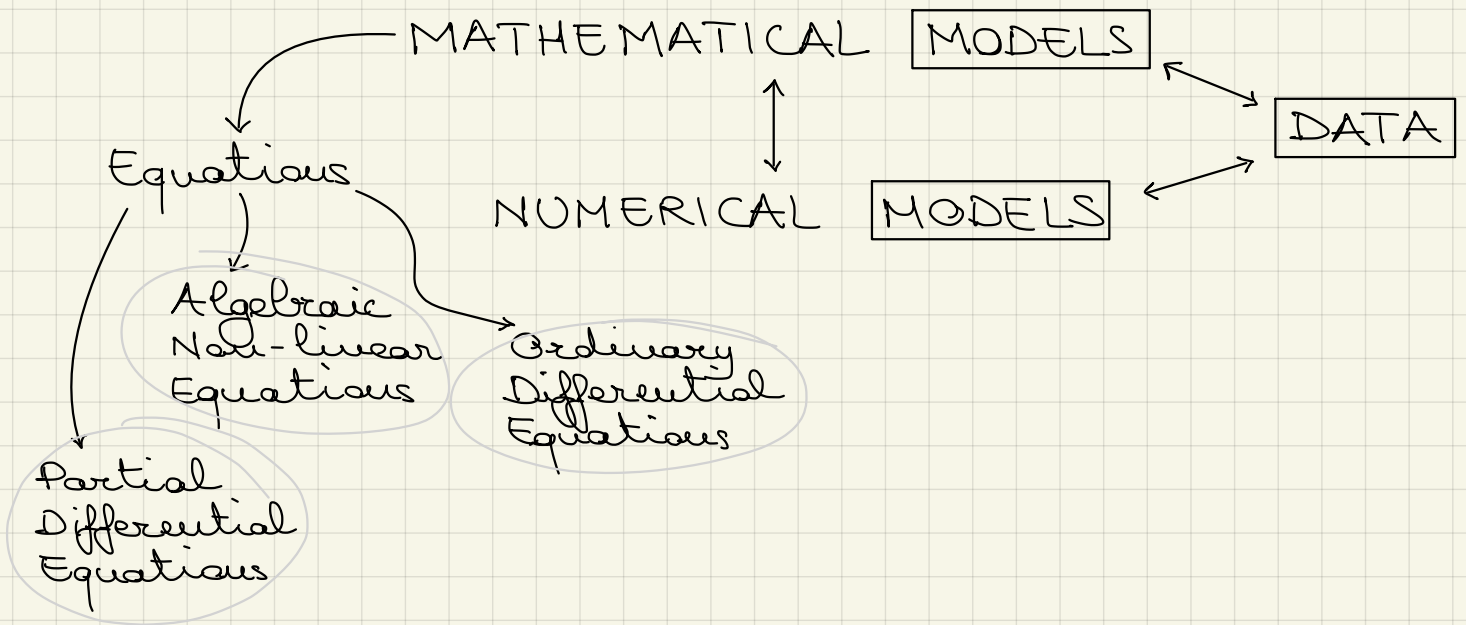 MATHEMATICAL MODELS
DATA
Equations
NUMERICAL MODELS
Algebraic
Non-linear
Equations
Ordinary
Differential
Equations
Partial
Differential
Equations